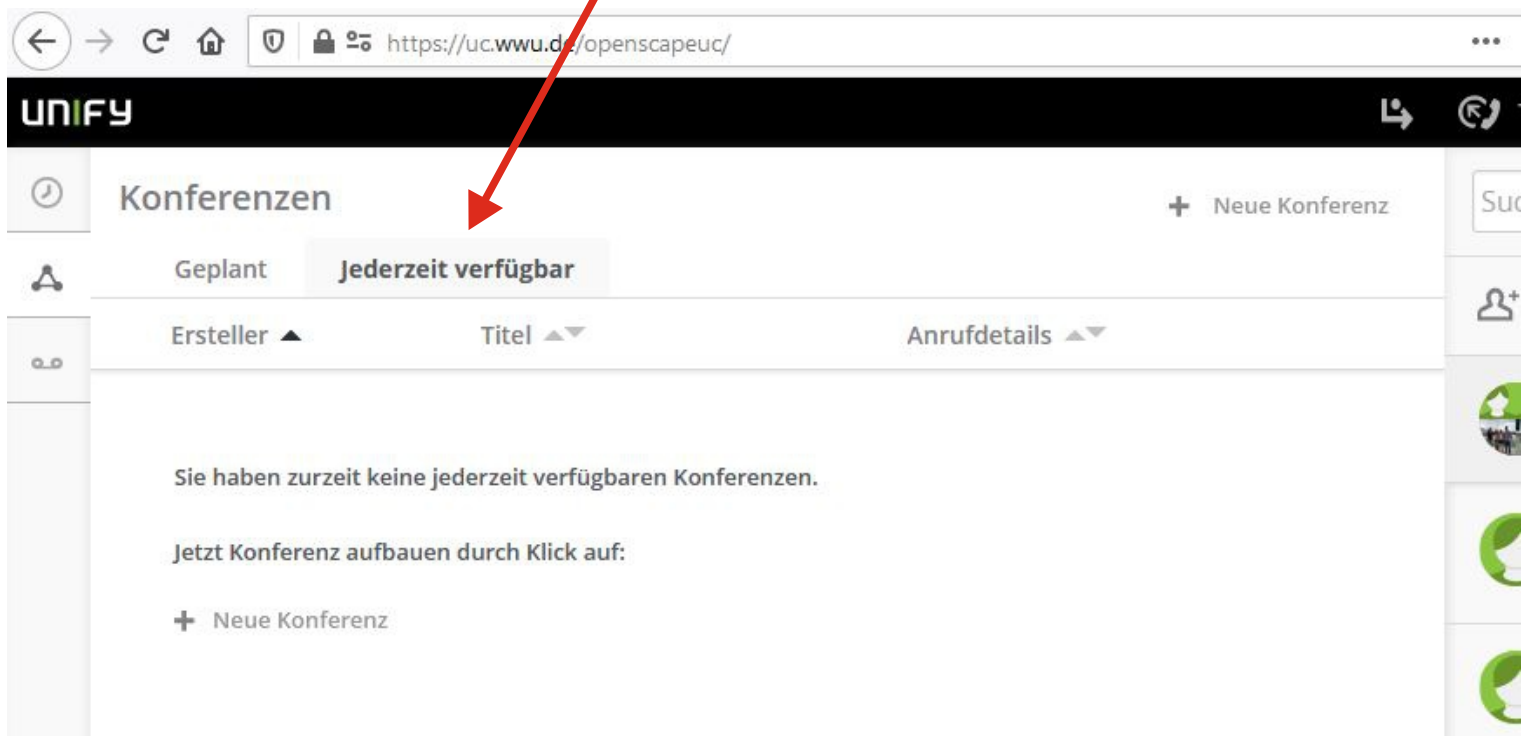 https://uc.wwu.de/openscapeuc/
UNIFY
Konferenzen
+ Neue Konferenz
Geplant
Jederzeit verfügbar
Ersteller
Titel
Anrufdetails
Sie haben zurzeit keine jederzeit verfügbaren Konferenzen.
Jetzt Konferenz aufbauen durch Klick auf:
+ Neue Konferenz